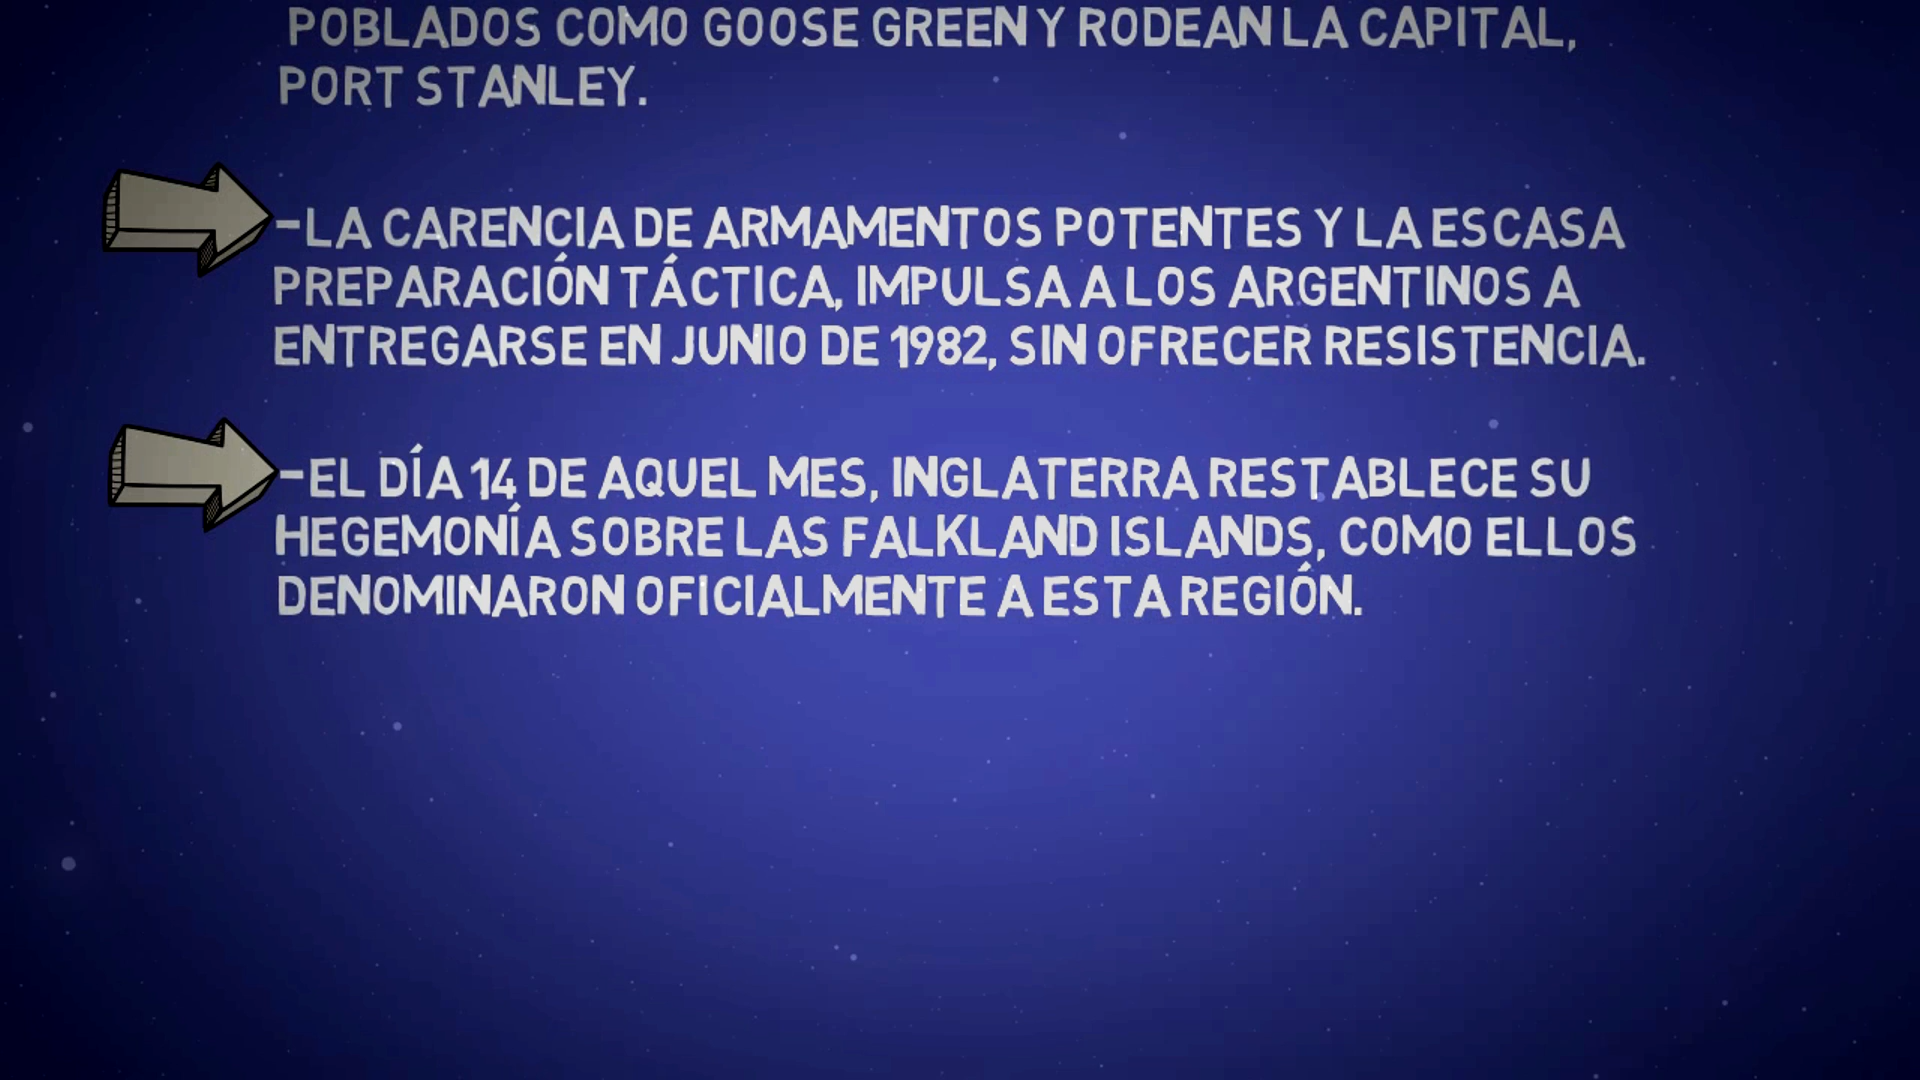 POBLADOS COMO GOOSE GREEN Y RODEAN LA CAPITAL,
PORT STANLEY.
-LA CARENCIA DE ARMAMENTOS POTENTES Y LA ESCASA
PREPARACIÓN TÁCTICA, IMPULSA A LOS ARGENTINOS A
ENTREGARSE EN JUNIO DE 1982, SIN OFRECER RESISTENCIA.
-EL DÍA 14 DE AQUEL MES, INGLATERRA RESTABLECE SU
HEGEMONÍA SOBRE LAS FALKLAND ISLANDS, COMO ELLOS
DENOMINARON OFICIALMENTE A ESTA REGIÓN.